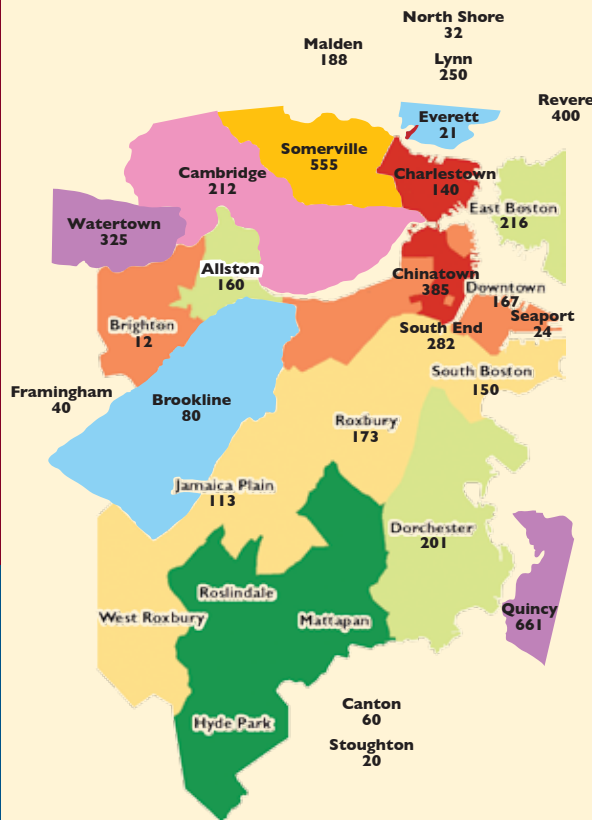 North Shore
32
Malden
188
Lynn
250
Revere
400
Everett
21
Somerville
555
Cambridge
212
Charlestown
140
East Boston
216
Watertown
325
Allston
160
Chinatown
385
Downtown
167
Seaport
24
Brighton
12
South End
282
South Boston
150
Framingham
40
Brookline
80
Roxbury
173
Jamaica Plain
113
Dorchester
201
Roslindale
West Roxbury
Mattapan
Quincy
661
Hyde Park
Canton
60
Stoughton
20